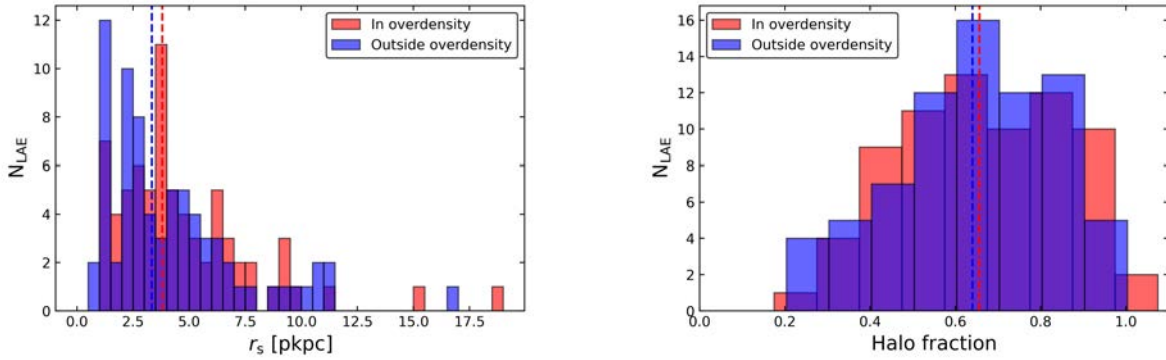 12
10
8
6
4
2
0
N_LAE
In overdensity
Outside overdensity
0.0 2.5 5.0 7.5 10.0 12.5 15.0 17.5
r_s [pkpc]
16
14
12
10
8
6
4
2
0
N_LAE
In overdensity
Outside overdensity
0.0 0.2 0.4 0.6 0.8 1.0
Halo fraction